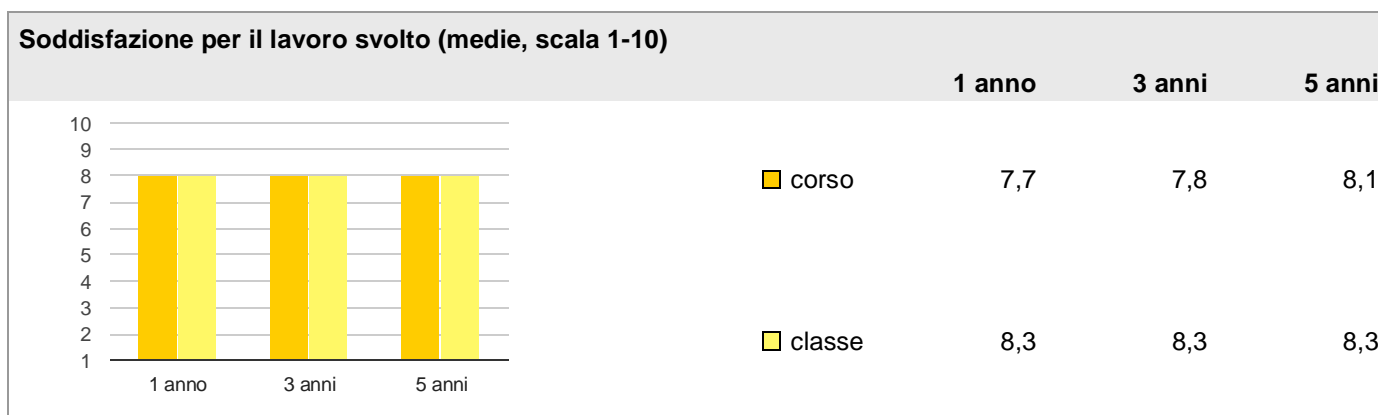 Soddisfazione per il lavoro svolto (medie, scala 1-10)
1 anno 3 anni 5 anni
10
9
8
7
6
5
4
3
2
1
1 anno 3 anni 5 anni
corso 7,7 7,8 8,1
classe 8,3 8,3 8,3